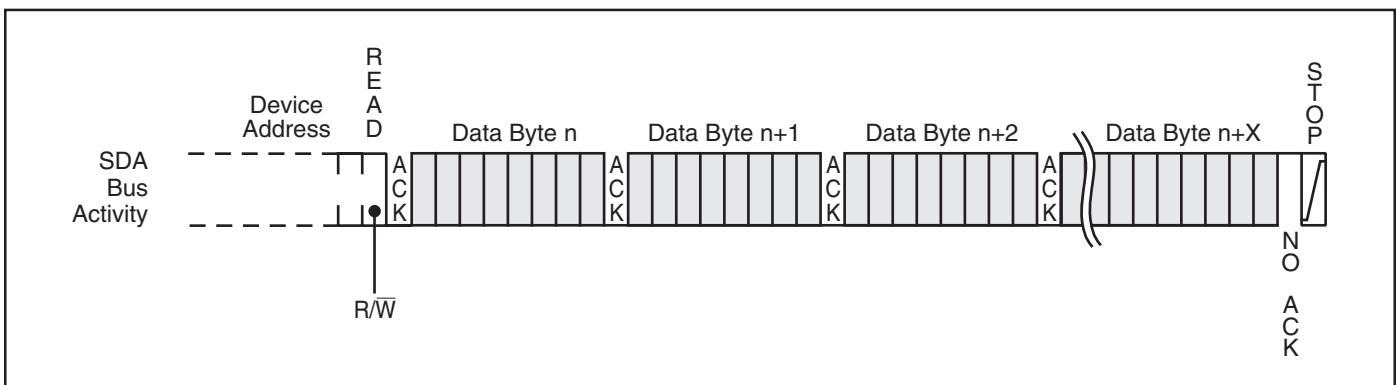 READ
STOP
Device
Address
Data Byte n
Data Byte n+1
Data Byte n+2
Data Byte n+X
SDA
Bus
Activity
ACK
ACK
ACK
ACK
R/W̅
NO ACK